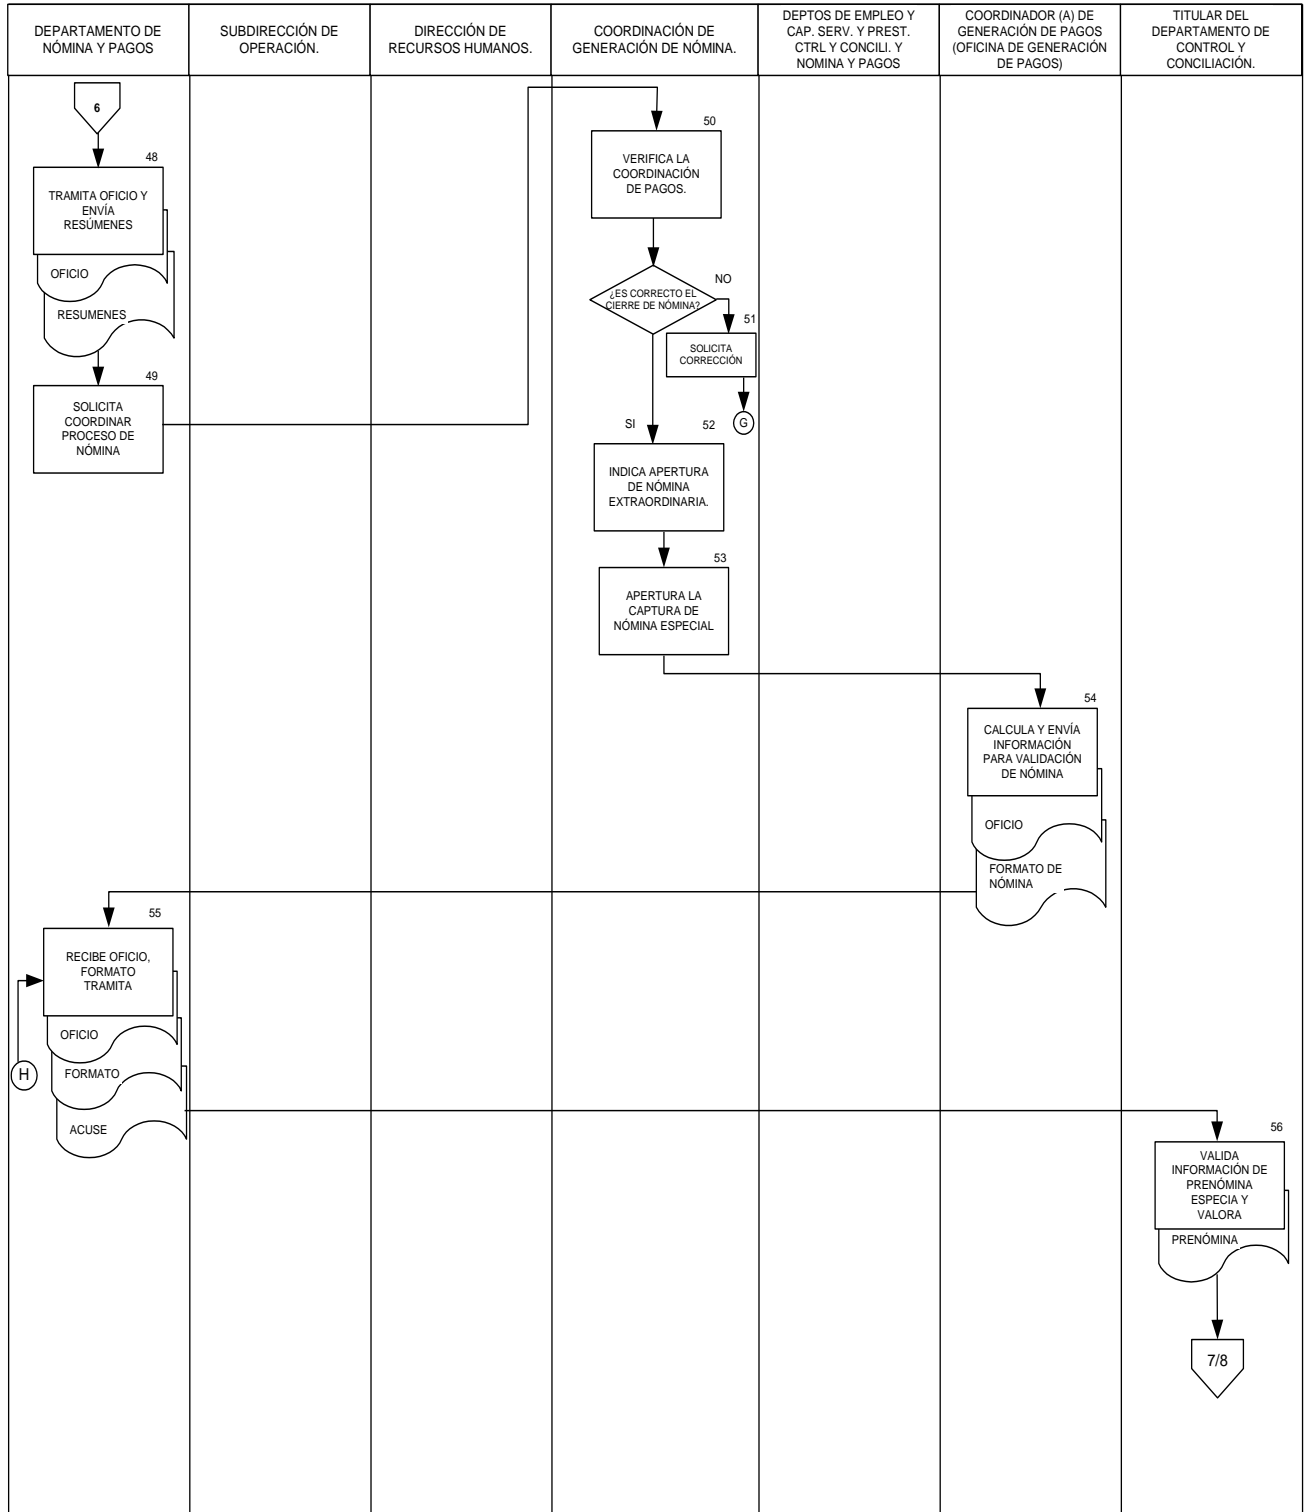 DEPARTAMENTO DE
NÓMINA Y PAGOS
SUBDIRECCIÓN DE
OPERACIÓN.
DIRECCIÓN DE
RECURSOS HUMANOS.
COORDINACIÓN DE
GENERACIÓN DE NÓMINA.
DEPTOS DE EMPLEO Y
CAP. SERV. Y PREST.
CTRL Y CONCILI. Y
NOMINA Y PAGOS
COORDINADOR (A) DE
GENERACIÓN DE PAGOS
(OFICINA DE GENERACIÓN
DE PAGOS)
TITULAR DEL
DEPARTAMENTO DE
CONTROL Y
CONCILIACIÓN.
6
48
TRAMITA OFICIO Y
ENVÍA
RESÚMENES
OFICIO
RESUMENES
49
SOLICITA
COORDINAR
PROCESO DE
NÓMINA
50
VERIFICA LA
COORDINACIÓN
DE PAGOS.
¿ES CORRECTO EL
CIERRE DE NÓMINA?
NO
51
SOLICITA
CORRECCIÓN
G
SI
52
INDICA APERTURA
DE NÓMINA
EXTRAORDINARIA.
53
APERTURA LA
CAPTURA DE
NÓMINA ESPECIAL
54
CALCULA Y ENVÍA
INFORMACIÓN
PARA VALIDACIÓN
DE NÓMINA
OFICIO
FORMATO DE
NÓMINA
55
RECIBE OFICIO,
FORMATO
TRAMITA
OFICIO
FORMATO
ACUSE
H
56
VALIDA
INFORMACIÓN DE
PRENÓMINA
ESPECIA Y
VALORA
PRENÓMINA
7/8